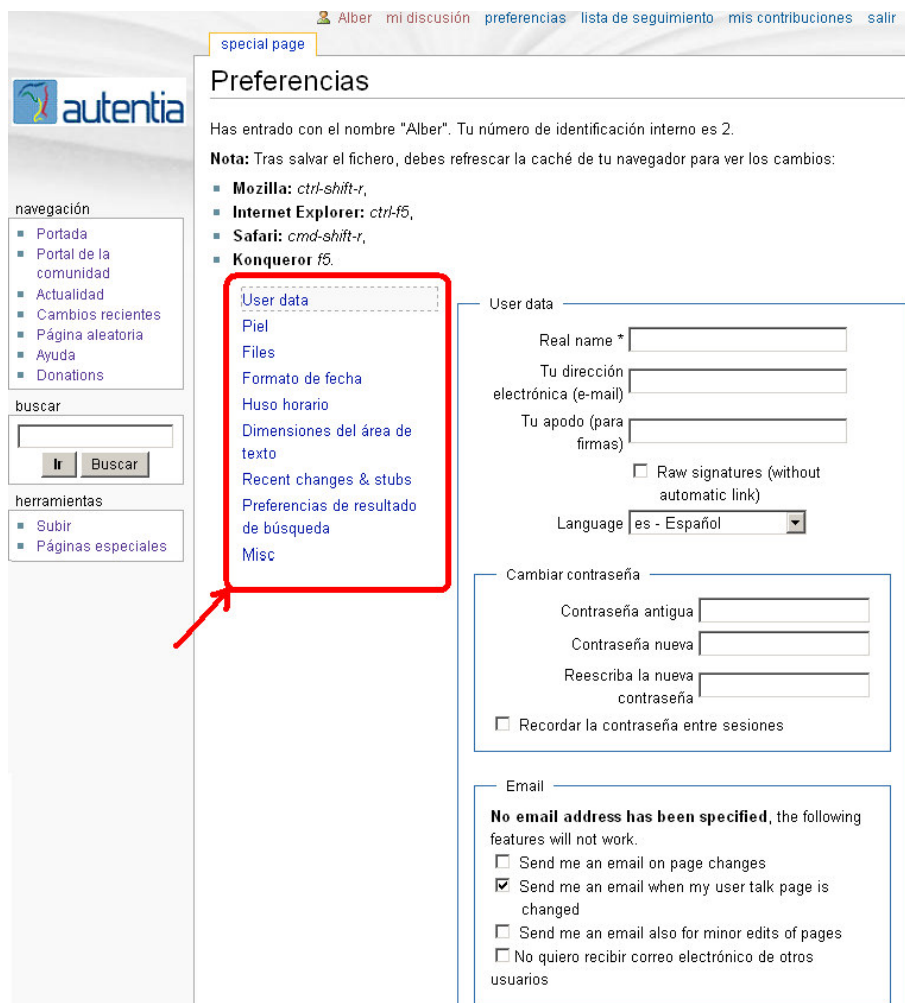 Alber mi discusión preferencias lista de seguimiento mis contribuciones salir
special page
autentia
Preferencias
Has entrado con el nombre "Alber". Tu número de identificación interno es 2.
Nota: Tras salvar el fichero, debes refrescar la caché de tu navegador para ver los cambios:
Mozilla: ctrl-shift-r,
Internet Explorer: ctrl-f5,
Safari: cmd-shift-r,
Konqueror f5.
navegación
Portada
Portal de la
comunidad
Actualidad
Cambios recientes
Página aleatoria
Ayuda
Donations
buscar
Ir Buscar
herramientas
Subir
Páginas especiales
User data
Piel
Files
Formato de fecha
Huso horario
Dimensiones del área de
texto
Recent changes & stubs
Preferencias de resultado
de búsqueda
Misc
User data
Real name *
Tu dirección
electrónica (e-mail)
Tu apodo (para
firmas)
Raw signatures (without
automatic link)
Language es - Español
Cambiar contraseña
Contraseña antigua
Contraseña nueva
Reescriba la nueva
contraseña
Recordar la contraseña entre sesiones
Email
No email address has been specified, the following
features will not work.
Send me an email on page changes
Send me an email when my user talk page is
changed
Send me an email also for minor edits of pages
No quiero recibir correo electrónico de otros
usuarios